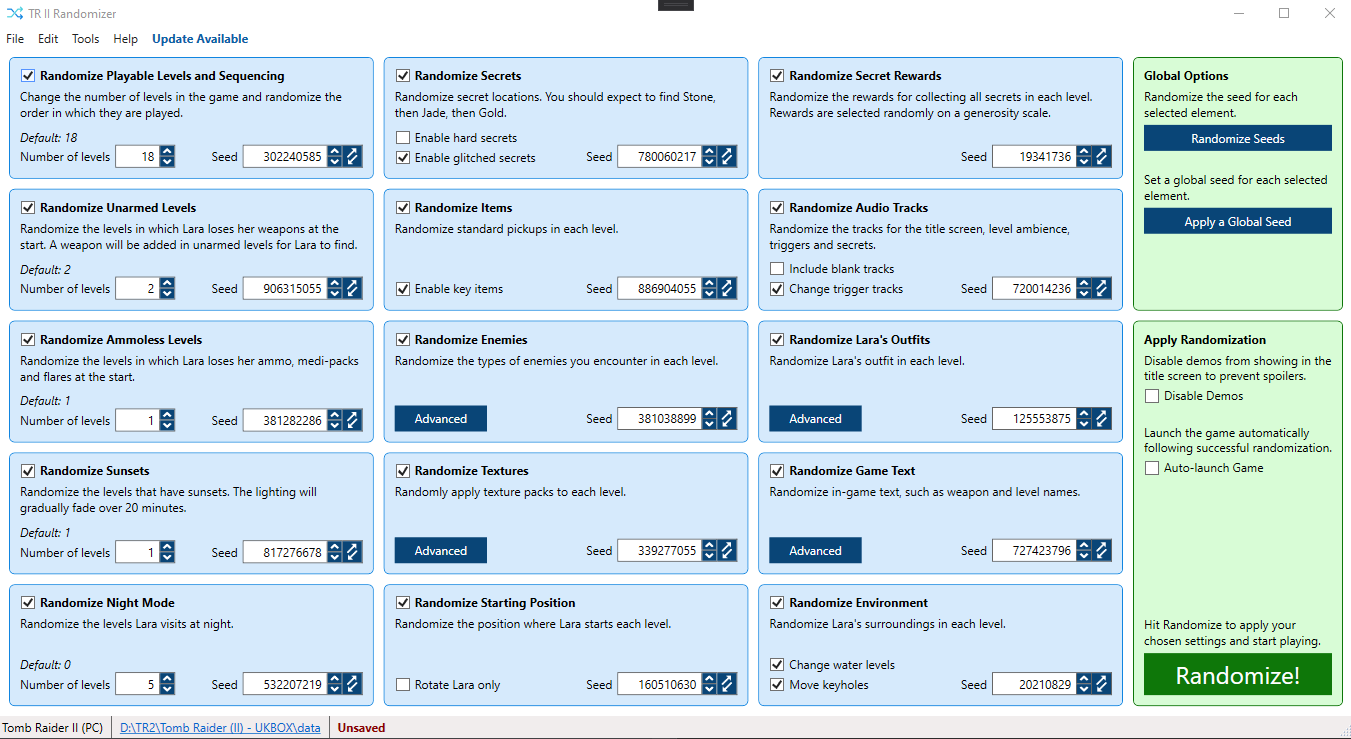 TR II Randomizer
File Edit Tools Help Update Available
Randomize Playable Levels and Sequencing
Change the number of levels in the game and randomize the
order in which they are played.
Default: 18
Number of levels 18 Seed 302240585
Randomize Secrets
Randomize secret locations. You should expect to find Stone,
then Jade, then Gold.
Enable hard secrets
Enable glitched secrets Seed 780060217
Randomize Secret Rewards
Randomize the rewards for collecting all secrets in each level.
Rewards are selected randomly on a generosity scale.
Seed 19341736
Global Options
Randomize the seed for each
selected element.
Randomize Seeds
Set a global seed for each selected
element.
Apply a Global Seed
Randomize Unarmed Levels
Randomize the levels in which Lara loses her weapons at the
start. A weapon will be added in unarmed levels for Lara to find.
Default: 2
Number of levels 2 Seed 906315055
Randomize Items
Randomize standard pickups in each level.
Enable key items Seed 886904055
Randomize Audio Tracks
Randomize the tracks for the title screen, level ambience,
triggers and secrets.
Include blank tracks
Change trigger tracks Seed 720014236
Randomize Ammoless Levels
Randomize the levels in which Lara loses her ammo, medi-packs
and flares at the start.
Default: 1
Number of levels 1 Seed 381282286
Randomize Enemies
Randomize the types of enemies you encounter in each level.
Advanced Seed 381038899
Randomize Lara's Outfits
Randomize Lara's outfit in each level.
Advanced Seed 125553875
Apply Randomization
Disable demos from showing in the
title screen to prevent spoilers.
Disable Demos
Launch the game automatically
following successful randomization.
Auto-launch Game
Randomize Sunsets
Randomize the levels that have sunsets. The lighting will
gradually fade over 20 minutes.
Default: 1
Number of levels 1 Seed 817276678
Randomize Textures
Randomly apply texture packs to each level.
Advanced Seed 339277055
Randomize Game Text
Randomize in-game text, such as weapon and level names.
Advanced Seed 727423796
Randomize Night Mode
Randomize the levels Lara visits at night.
Default: 0
Number of levels 5 Seed 532207219
Randomize Starting Position
Randomize the position where Lara starts each level.
Rotate Lara only Seed 160510630
Randomize Environment
Randomize Lara's surroundings in each level.
Change water levels
Move keyholes Seed 20210829
Hit Randomize to apply your
chosen settings and start playing.
Randomize!
Tomb Raider II (PC) D:\TR2\Tomb Raider (II) - UKBOX\data Unsaved